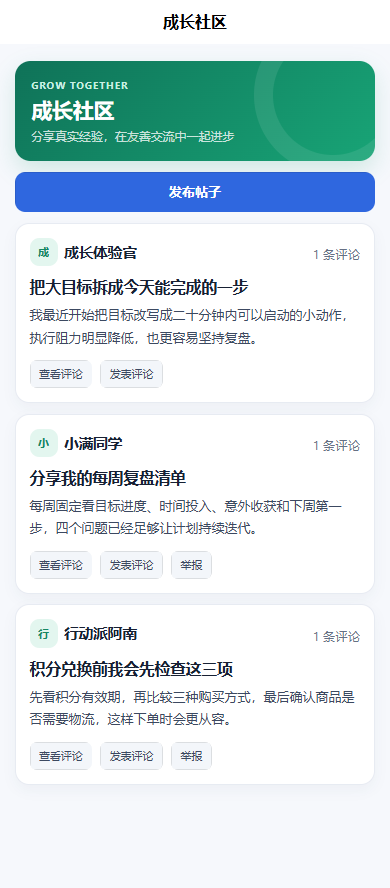 成长社区
GROW TOGETHER
成长社区
分享真实经验，在友善交流中一起进步
发布帖子
成 成长体验官 1 条评论
把大目标拆成今天能完成的一步
我最近开始把目标改写成二十分钟内可以启动的小动作，
执行阻力明显降低，也更容易坚持复盘。
查看评论 发表评论
小 小满同学 1 条评论
分享我的每周复盘清单
每周固定看目标进度、时间投入、意外收获和下周第一
步，四个问题已经足够让计划持续迭代。
查看评论 发表评论 举报
行 行动派阿南 1 条评论
积分兑换前我会先检查这三项
先看积分有效期，再比较三种购买方式，最后确认商品是
否需要物流，这样下单时会更从容。
查看评论 发表评论 举报